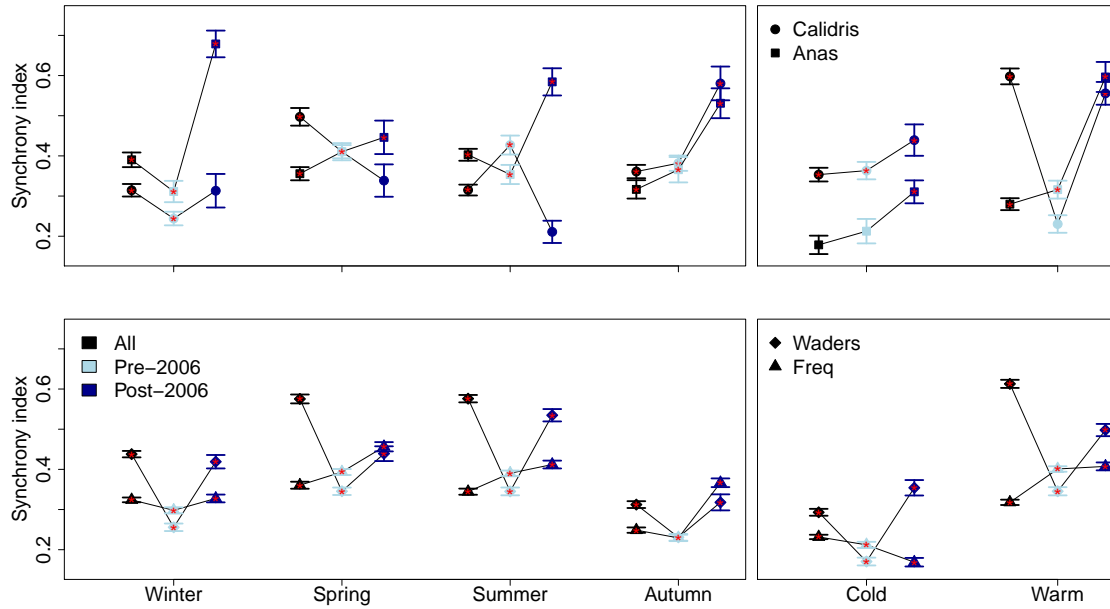 Synchrony index
0.2
0.4
0.6
Calidris
Anas
Synchrony index
0.2
0.4
0.6
All
Pre−2006
Post−2006
Waders
Freq
Winter
Spring
Summer
Autumn
Cold
Warm